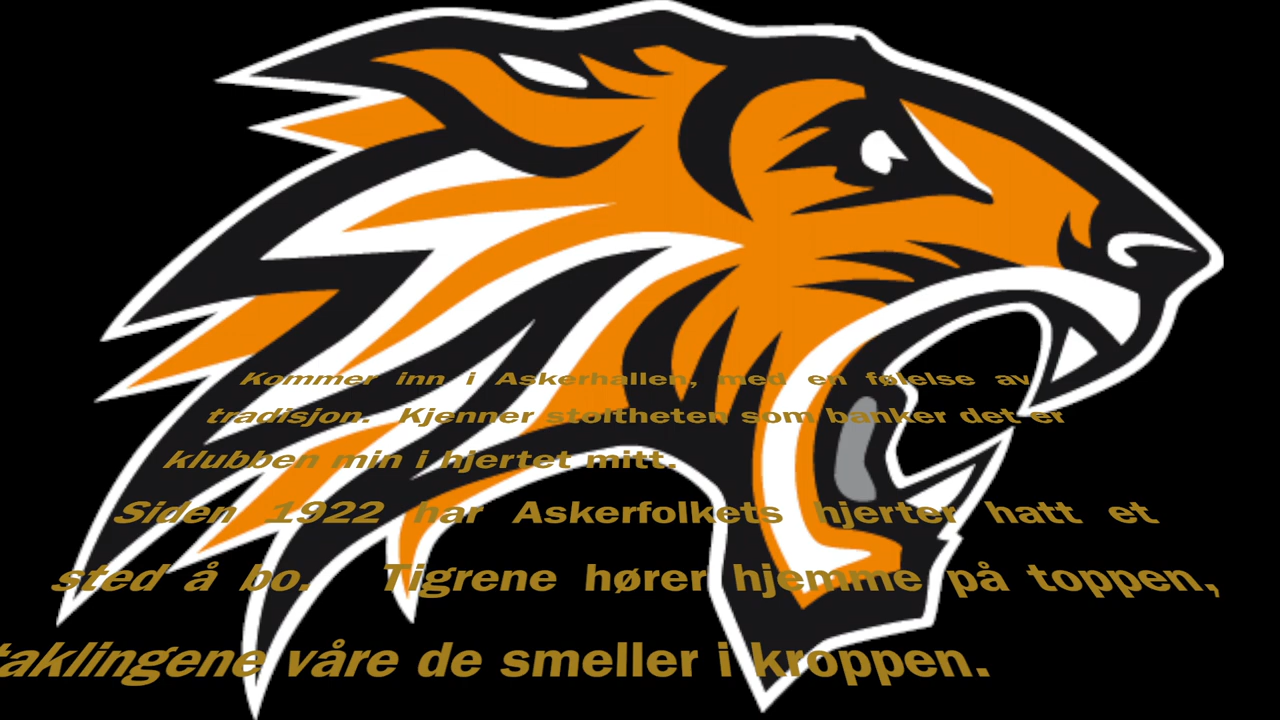 Kommer inn i Askerhallen, med en følelse av
tradisjon. Kjenner stoltheten som banker det er
klubben min i hjertet mitt.
Siden 1922 har Askerfolkets hjerter hatt et
sted å bo. Tigrene hører hjemme på toppen,
taklingene våre de smeller i kroppen.